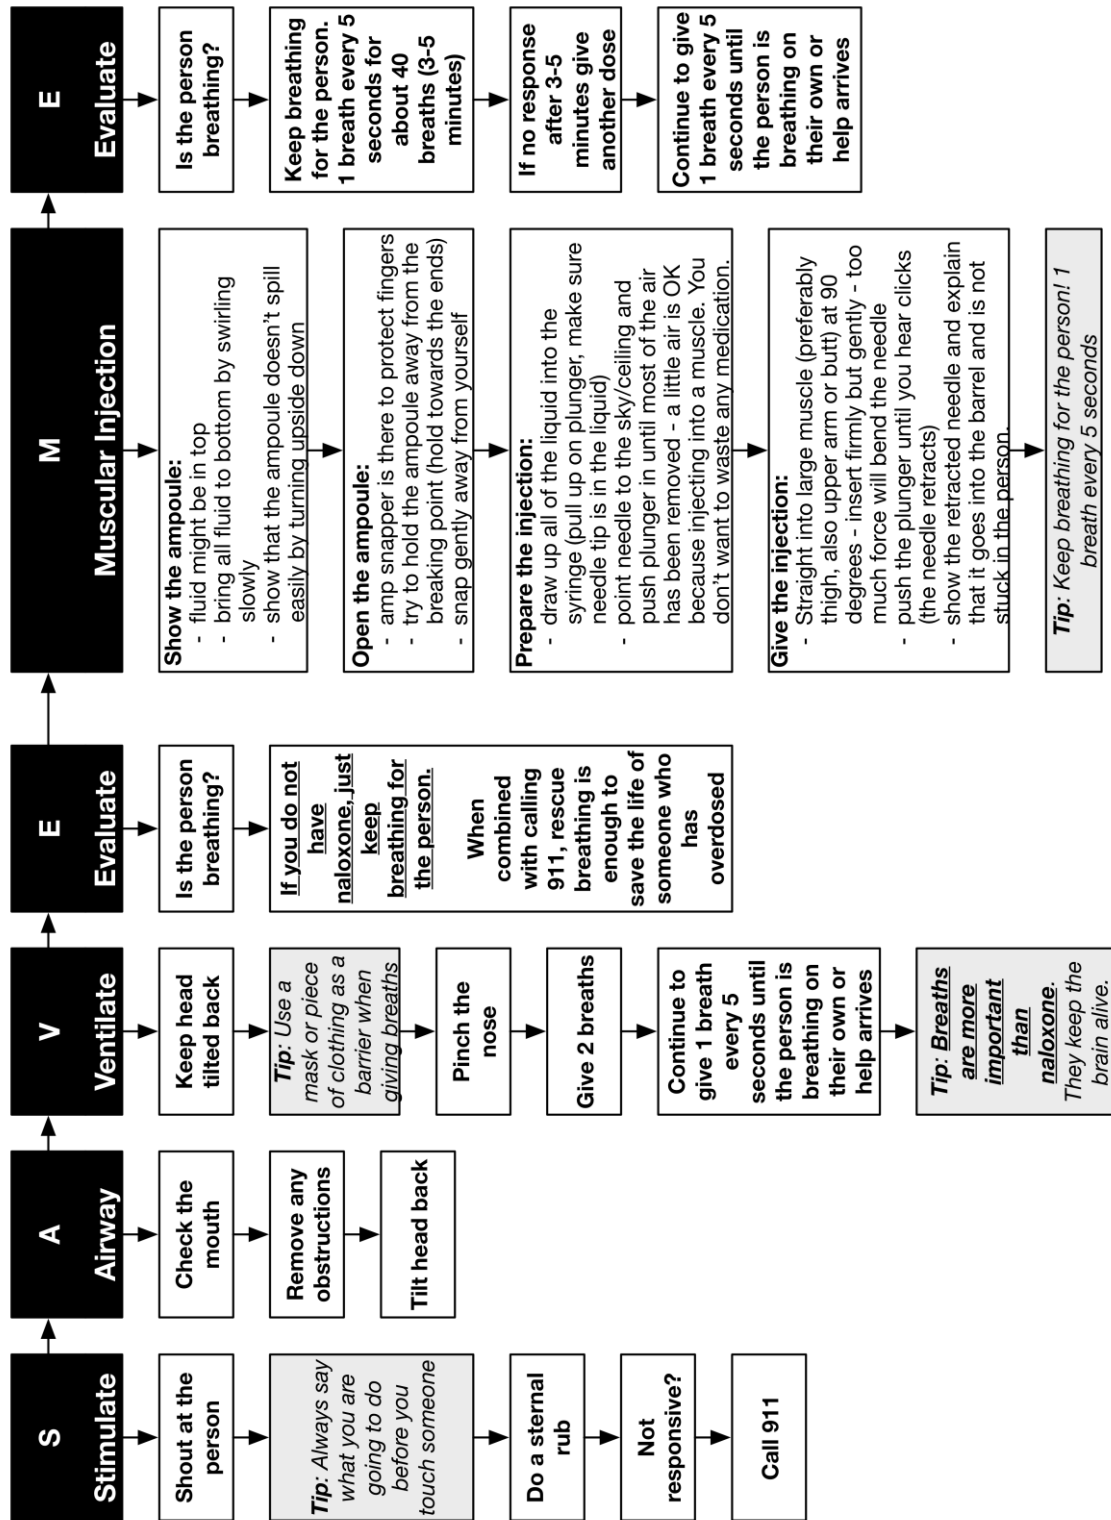 S
Stimulate
Shout at the
person
Tip: Always say
what you are
going to do
before you
touch someone
Do a sternal
rub
Not
responsive?
Call 911
A
Airway
Check the
mouth
Remove any
obstructions
Tilt head back
V
Ventilate
Keep head
tilted back
Tip: Use a
mask or piece
of clothing as a
barrier when
giving breaths
Pinch the
nose
Give 2 breaths
Continue to
give 1 breath
every 5
seconds until
the person is
breathing on
their own or
help arrives
Tip: Breaths
are more
important
than
naloxone.
They keep the
brain alive.
E
Evaluate
Is the person
breathing?
If you do not
have
naloxone, just
keep
breathing for
the person.
When
combined
with calling
911, rescue
breathing is
enough to
save the life of
someone who
has
overdosed
M
Muscular Injection
Show the ampoule:
- fluid might be in top
- bring all fluid to bottom by swirling
slowly
- show that the ampoule doesn't spill
easily by turning upside down
Open the ampoule:
- amp snapper is there to protect fingers
- try to hold the ampoule away from the
breaking point (hold towards the ends)
- snap gently away from yourself
Prepare the injection:
- draw up all of the liquid into the
syringe (pull up on plunger, make sure
needle tip is in the liquid)
- point needle to the sky/ceiling and
push plunger in until most of the air
has been removed - a little air is OK
because injecting into a muscle. You
don't want to waste any medication.
Give the injection:
- Straight into large muscle (preferably
thigh, also upper arm or butt) at 90
degrees - insert firmly but gently - too
much force will bend the needle
- push the plunger until you hear clicks
(the needle retracts)
- show the retracted needle and explain
that it goes into the barrel and is not
stuck in the person.
Tip: Keep breathing for the person! 1
breath every 5 seconds
E
Evaluate
Is the person
breathing?
Keep breathing
for the person.
1 breath every 5
seconds for
about 40
breaths (3-5
minutes)
If no response
after 3-5
minutes give
another dose
Continue to give
1 breath every 5
seconds until
the person is
breathing on
their own or
help arrives